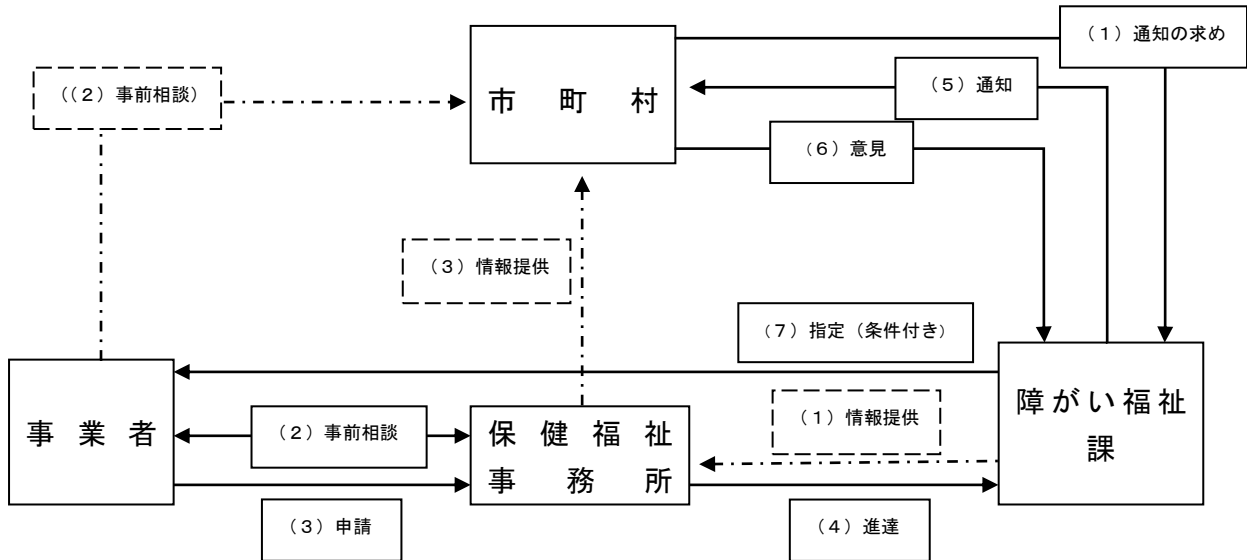 （１）通知の求め
（（２）事前相談）
市町村
（５）通知
（６）意見
（３）情報提供
（７）指定（条件付き）
事業者
（２）事前相談
保健福祉
事務所
（１）情報提供
障がい福祉
課
（３）申請
（４）進達